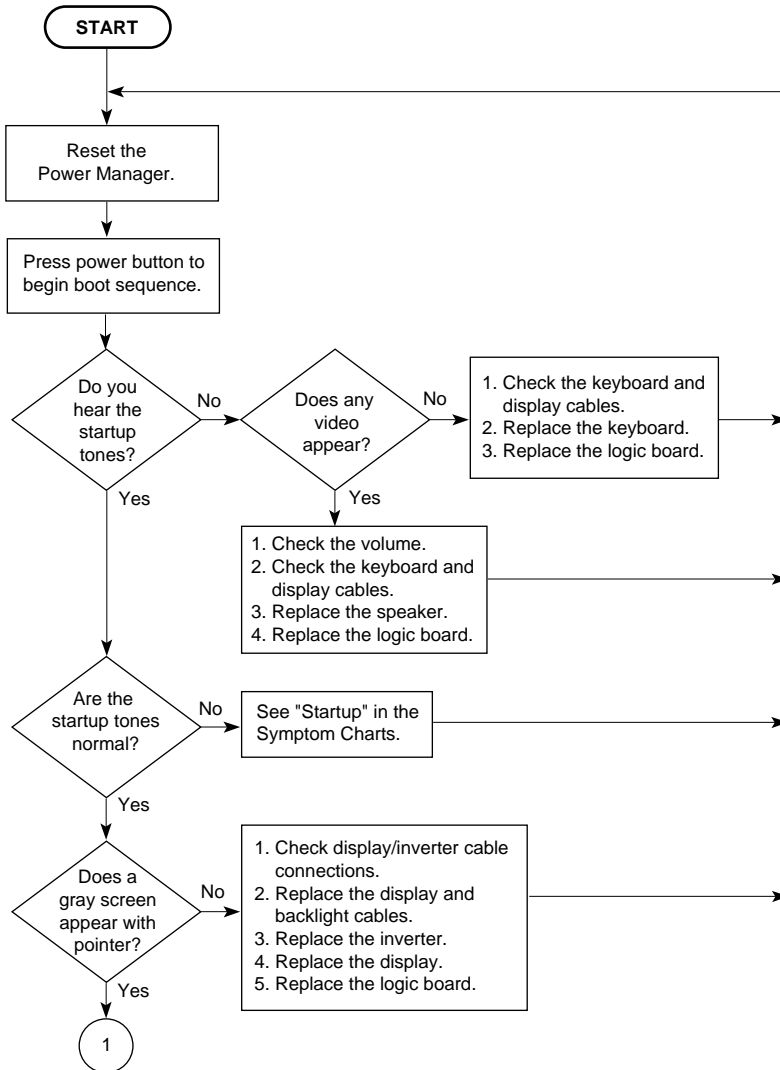 START
Reset the
Power Manager.
Press power button to
begin boot sequence.
Do you
hear the
startup
tones?
No
Does any
video
appear?
No
1. Check the keyboard and
display cables.
2. Replace the keyboard.
3. Replace the logic board.
Yes
Yes
1. Check the volume.
2. Check the keyboard and
display cables.
3. Replace the speaker.
4. Replace the logic board.
Are the
startup tones
normal?
No
See "Startup" in the
Symptom Charts.
Yes
Does a
gray screen
appear with
pointer?
No
1. Check display/inverter cable
connections.
2. Replace the display and
backlight cables.
3. Replace the inverter.
4. Replace the display.
5. Replace the logic board.
Yes
1